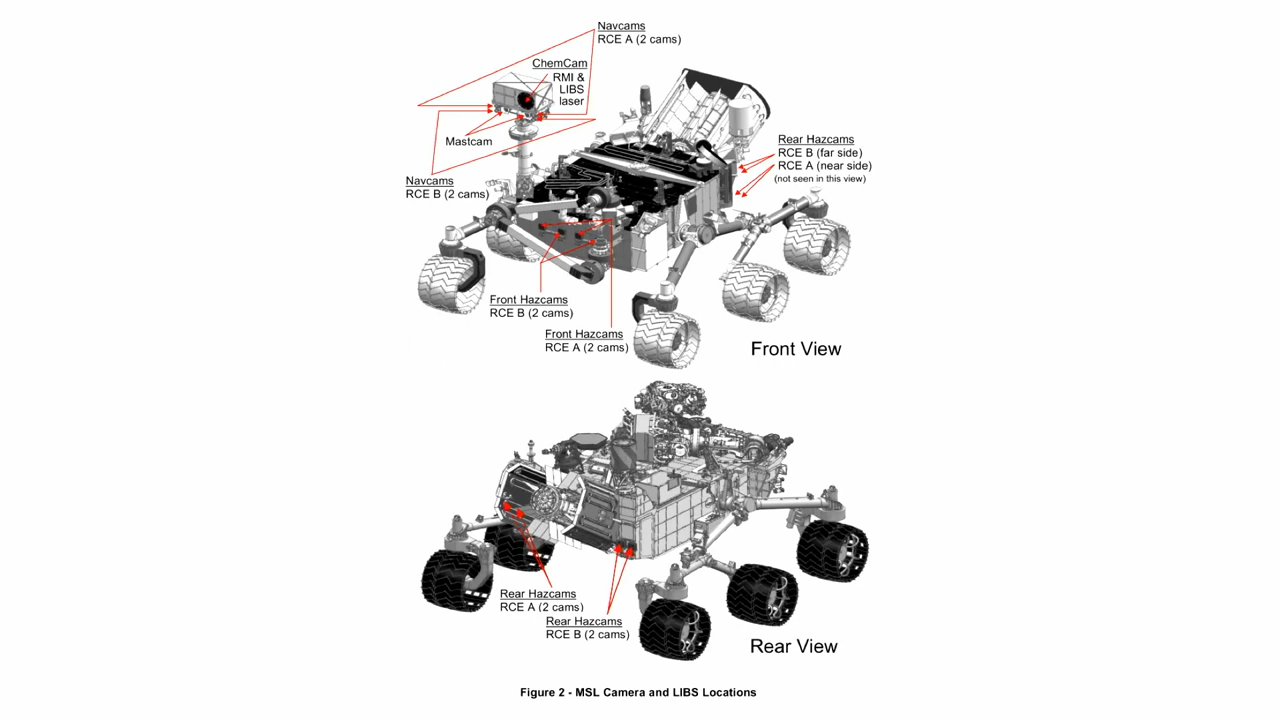 Navcams
RCE A (2 cams)
ChemCam
RMI &
LIBS
laser
Mastcam
Navcams
RCE B (2 cams)
Rear Hazcams
RCE B (far side)
RCE A (near side)
(not seen in this view)
Front Hazcams
RCE B (2 cams)
Front Hazcams
RCE A (2 cams)
Front View
Rear Hazcams
RCE A (2 cams)
Rear Hazcams
RCE B (2 cams)
Rear View
Figure 2 - MSL Camera and LIBS Locations